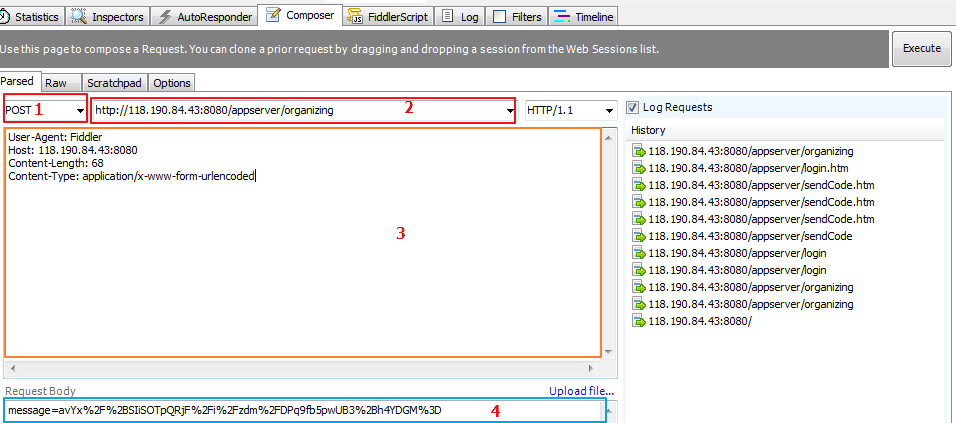 Statistics Inspectors AutoResponder Composer FiddlerScript Log Filters Timeline
Use this page to compose a Request. You can clone a prior request by dragging and dropping a session from the Web Sessions list.
Execute
Parsed Raw Scratchpad Options
POST 1 http://118.190.84.43:8080/appserver/organizing 2 HTTP/1.1
Log Requests
User-Agent: Fiddler
Host: 118.190.84.43:8080
Content-Length: 68
Content-Type: application/x-www-form-urlencoded
3
History
118.190.84.43:8080/appserver/organizing
118.190.84.43:8080/appserver/login.htm
118.190.84.43:8080/appserver/sendCode.htm
118.190.84.43:8080/appserver/sendCode.htm
118.190.84.43:8080/appserver/sendCode.htm
118.190.84.43:8080/appserver/sendCode
118.190.84.43:8080/appserver/login
118.190.84.43:8080/appserver/login
118.190.84.43:8080/appserver/organizing
118.190.84.43:8080/appserver/organizing
118.190.84.43:8080/
Request Body Upload file...
message=avYx%2F%2BSIiSOTpQRjF%2Fi%2Fzdm%2FDPq9fb5pwUB3%2Bh4YDGM%3D 4